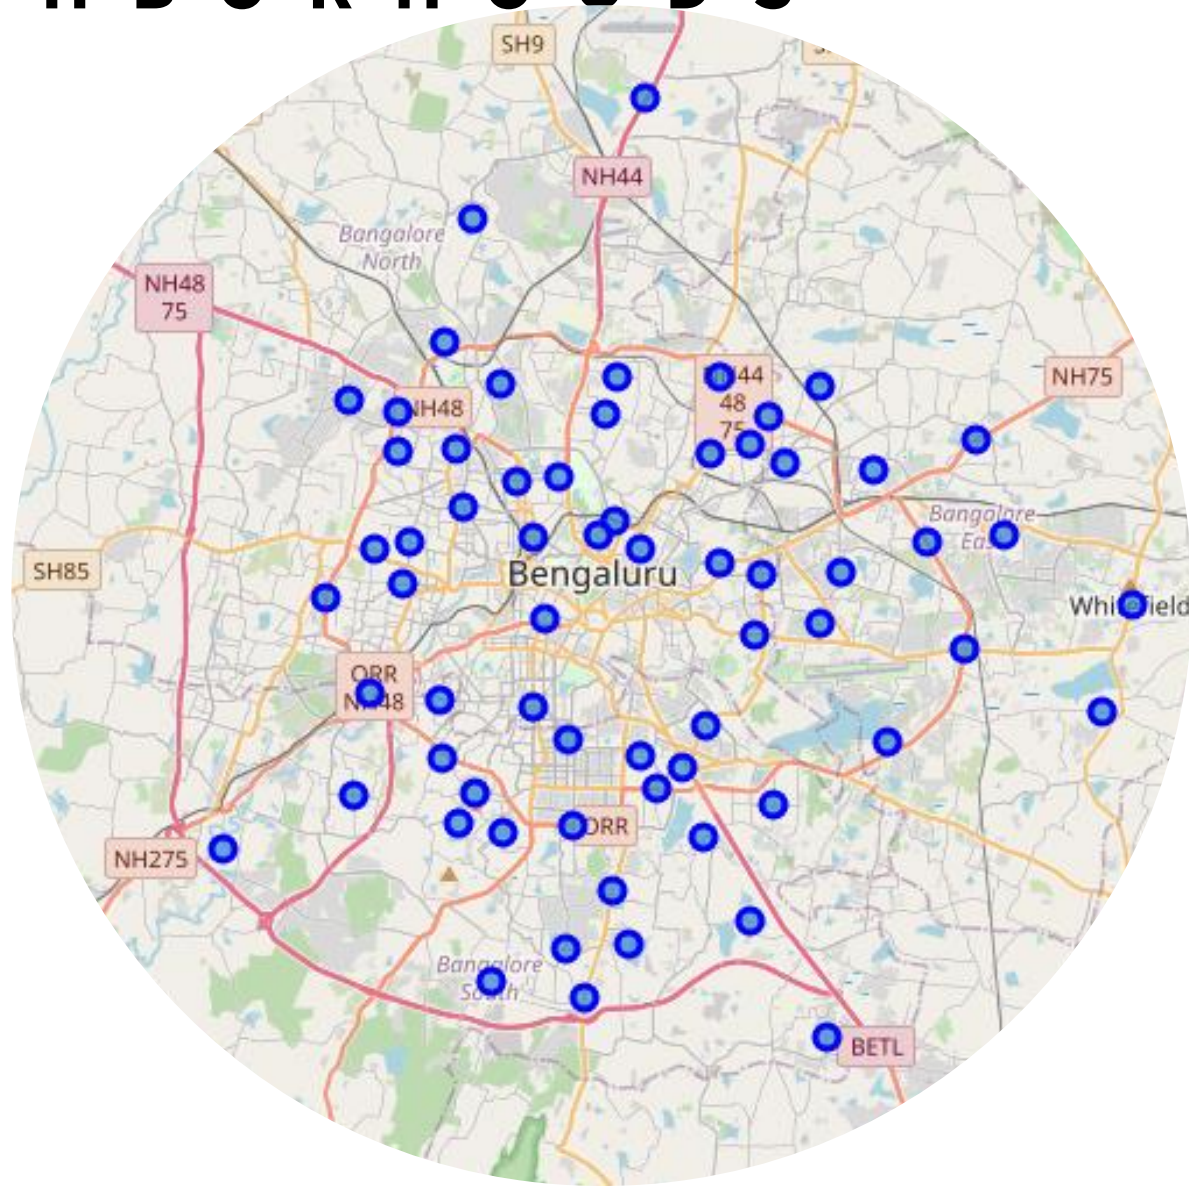 SH9
NH44
Bangalore
North
NH48
75
NH44
48
75
NH75
NH48
Bangalore
East
SH85
Bengaluru
Whitefield
ORR
NH48
ORR
NH275
Bangalore
South
BETL